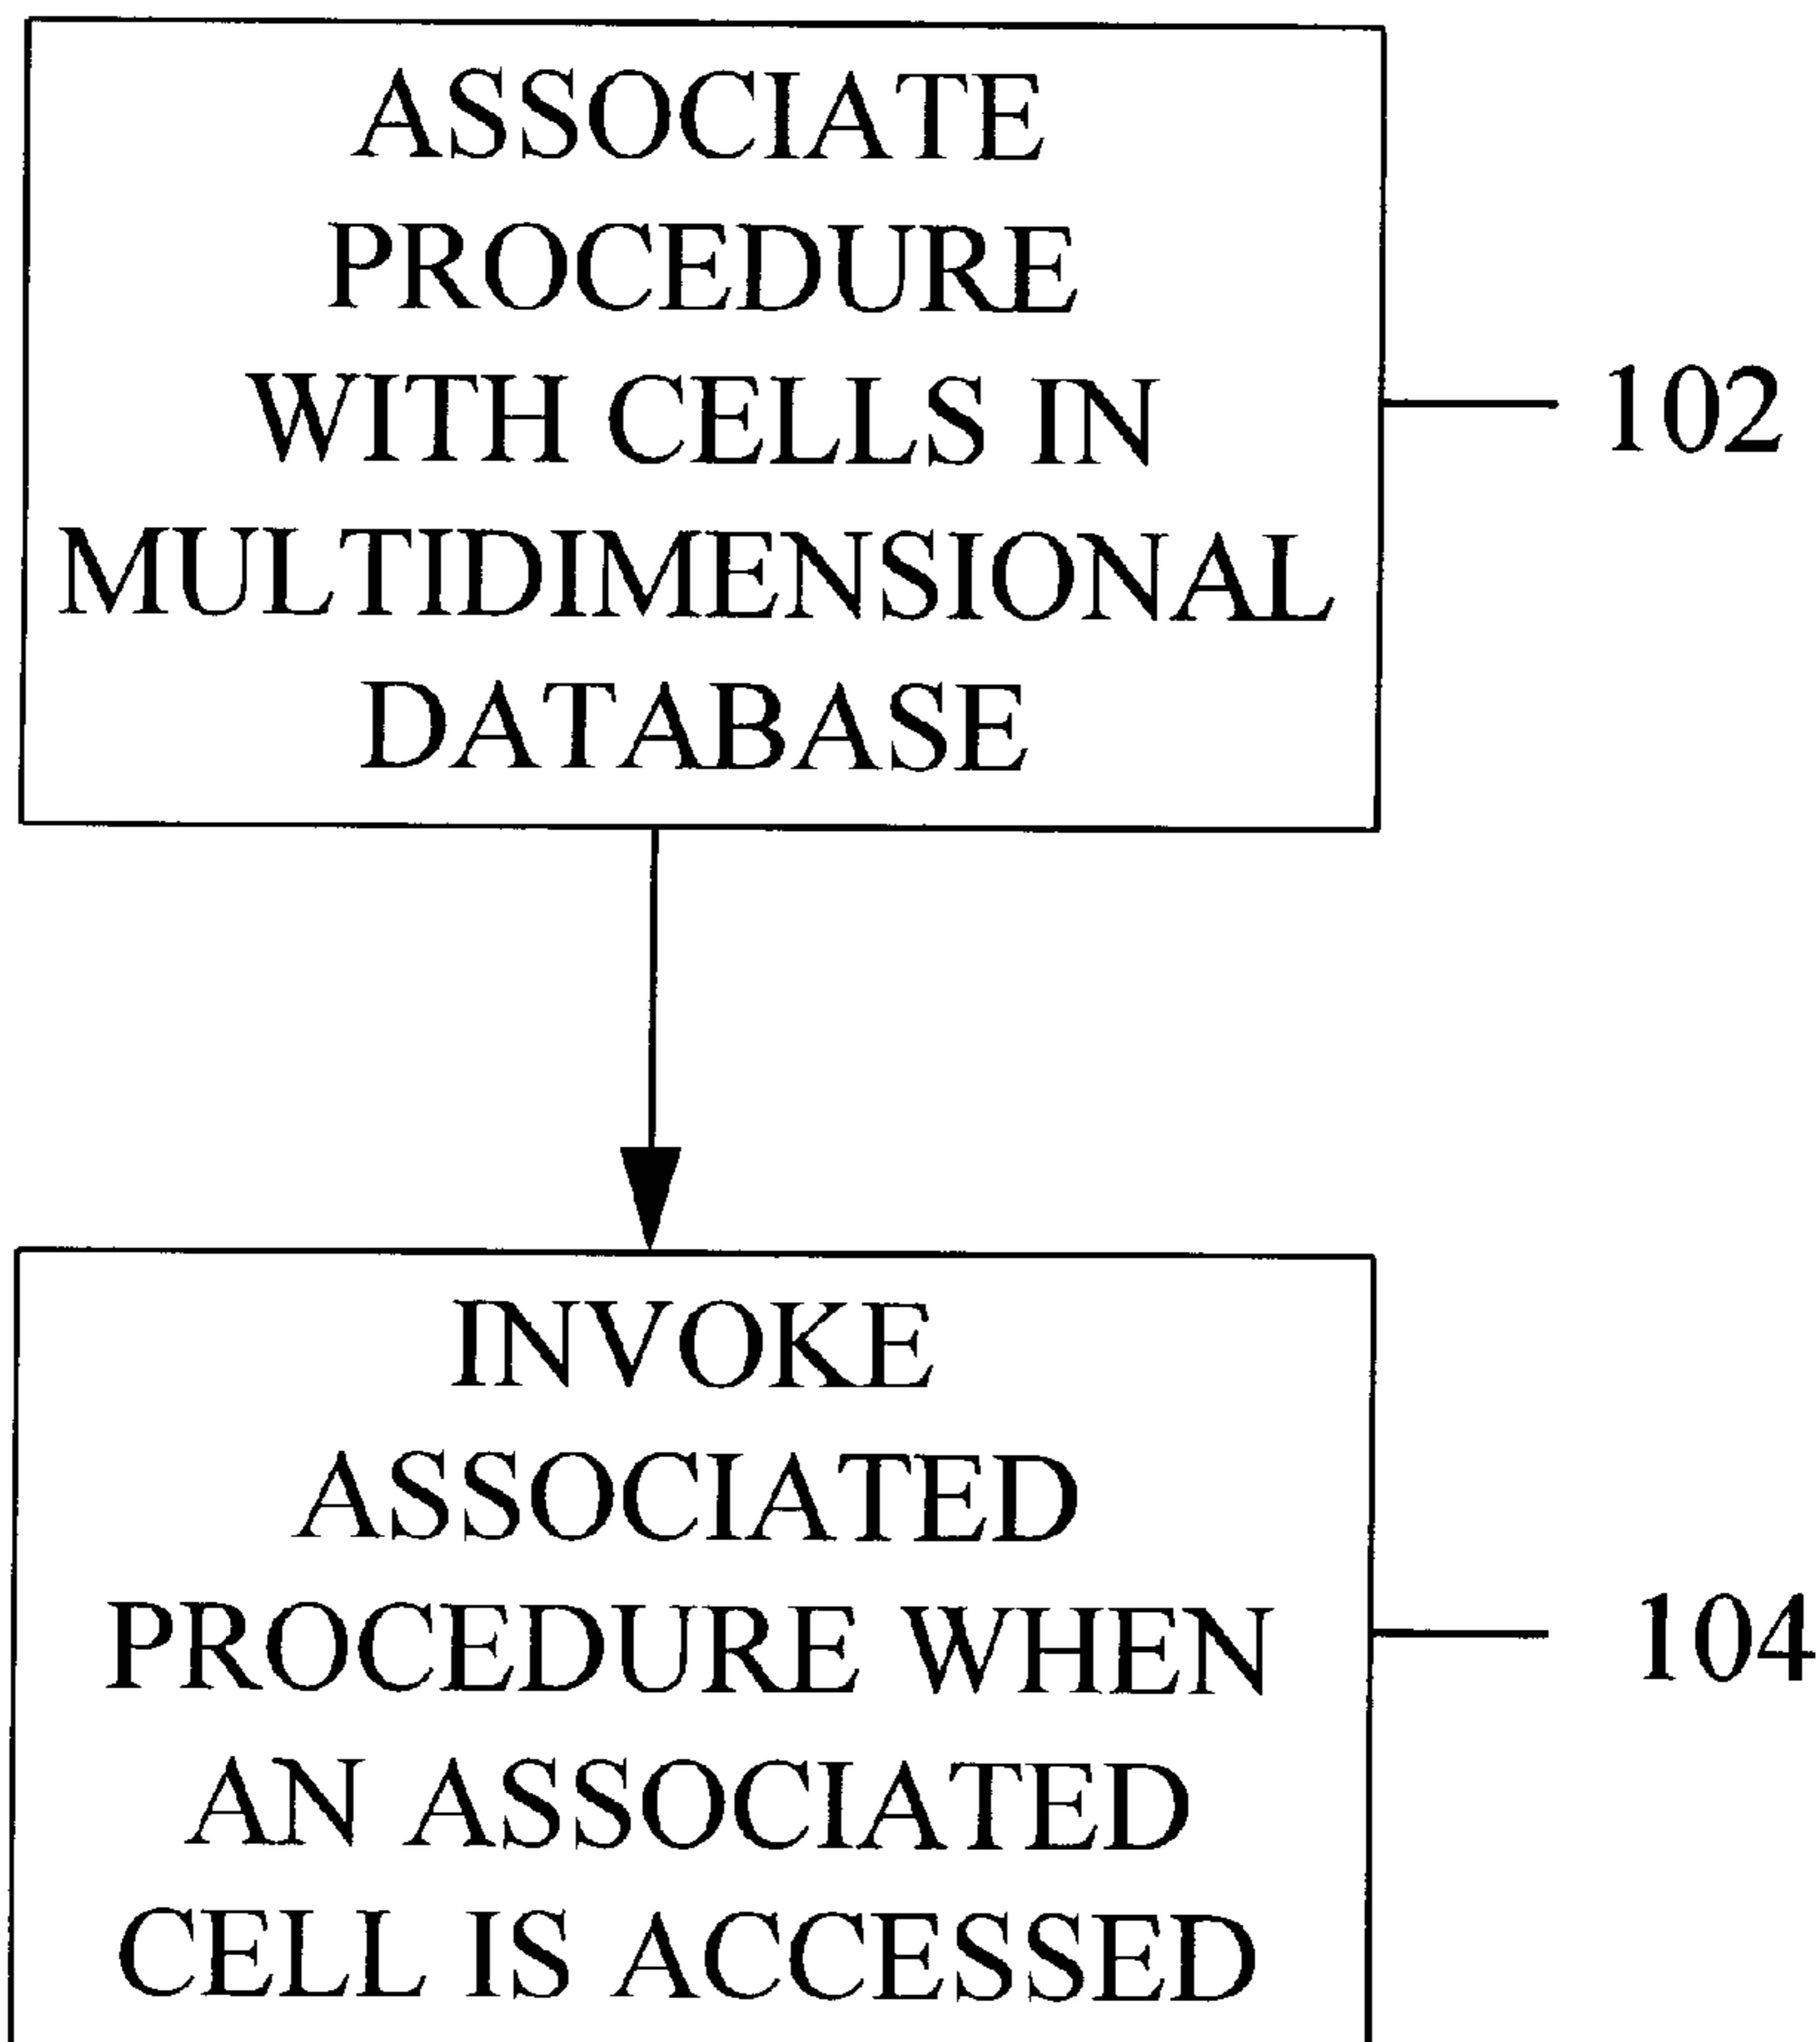 ASSOCIATE
PROCEDURE
WITH CELLS IN
MULTIDIMENSIONAL
DATABASE
102
INVOKE
ASSOCIATED
PROCEDURE WHEN
AN ASSOCIATED
CELL IS ACCESSED
104